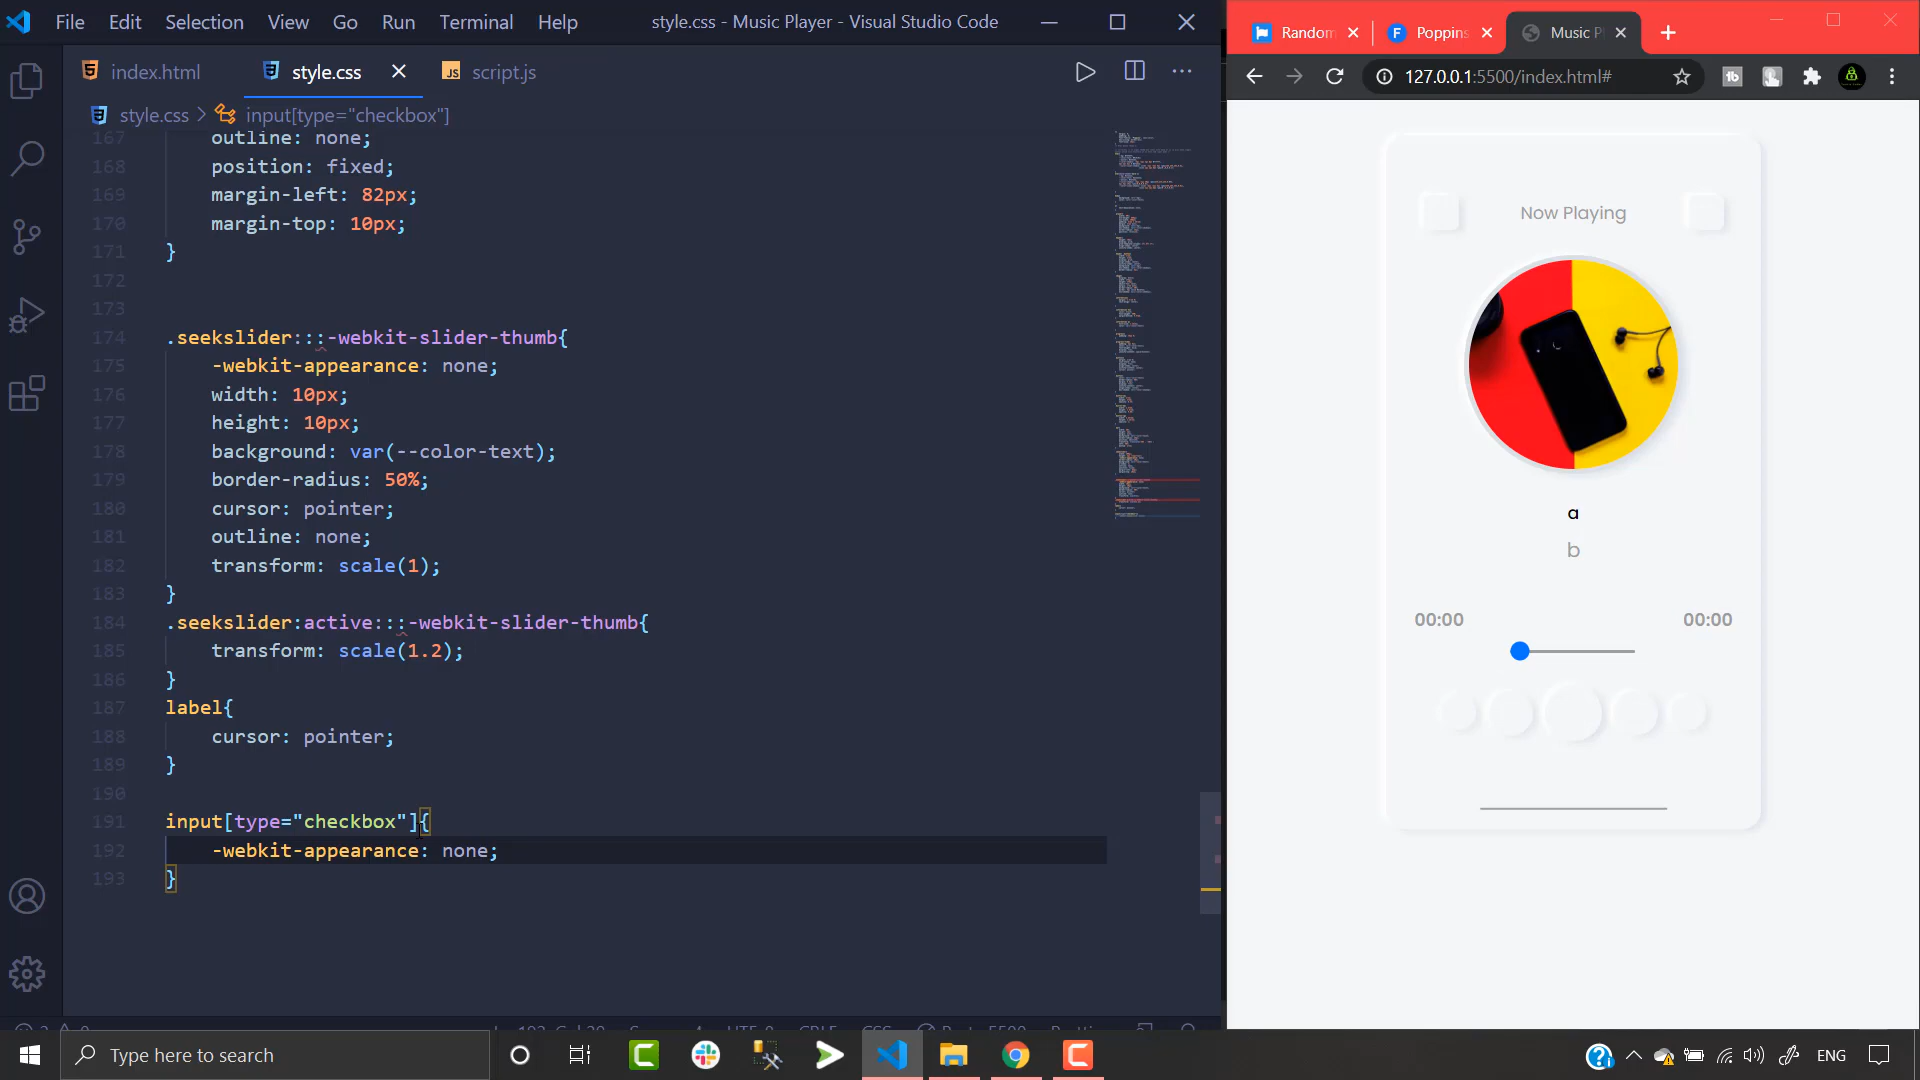 File Edit Selection View Go Run Terminal Help
style.css - Music Player - Visual Studio Code
index.html
style.css
script.js
style.css > input[type="checkbox"]
167 outline: none;
168 position: fixed;
169 margin-left: 82px;
170 margin-top: 10px;
171 }
172
173
174 .seekslider:::-webkit-slider-thumb{
175 -webkit-appearance: none;
176 width: 10px;
177 height: 10px;
178 background: var(--color-text);
179 border-radius: 50%;
180 cursor: pointer;
181 outline: none;
182 transform: scale(1);
183 }
184 .seekslider:active:::-webkit-slider-thumb{
185 transform: scale(1.2);
186 }
187 label{
188 cursor: pointer;
189 }
190
191 input[type="checkbox"]{
192 -webkit-appearance: none;
193 }
Random
Poppins
Music P
127.0.0.1:5500/index.html#
Now Playing
a
b
00:00
00:00
Type here to search
ENG